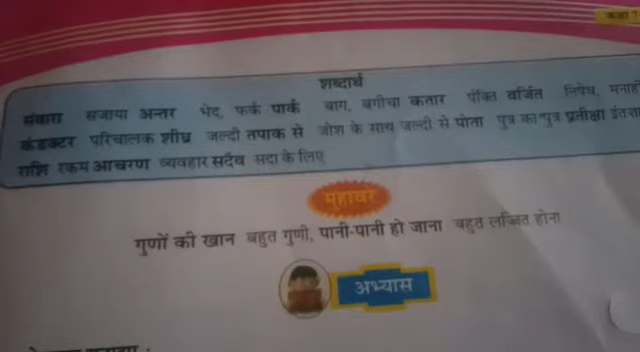 कक्षा 7
शब्दार्थ
संवारा सजाया अन्तर भेद, फर्क पार्क बाग, बगीचा कतार पंक्ति वर्जित निषेध, मनाही
कंडक्टर परिचालक शीघ्र जल्दी तपाक से जोश के साथ जल्दी से पोता पुत्र का पुत्र प्रतीक्षा
राशि रकम आचरण व्यवहार सदैव सदा के लिए
मुहावरे
गुणों की खान बहुत गुणी, पानी-पानी हो जाना बहुत लज्जित होना
अभ्यास